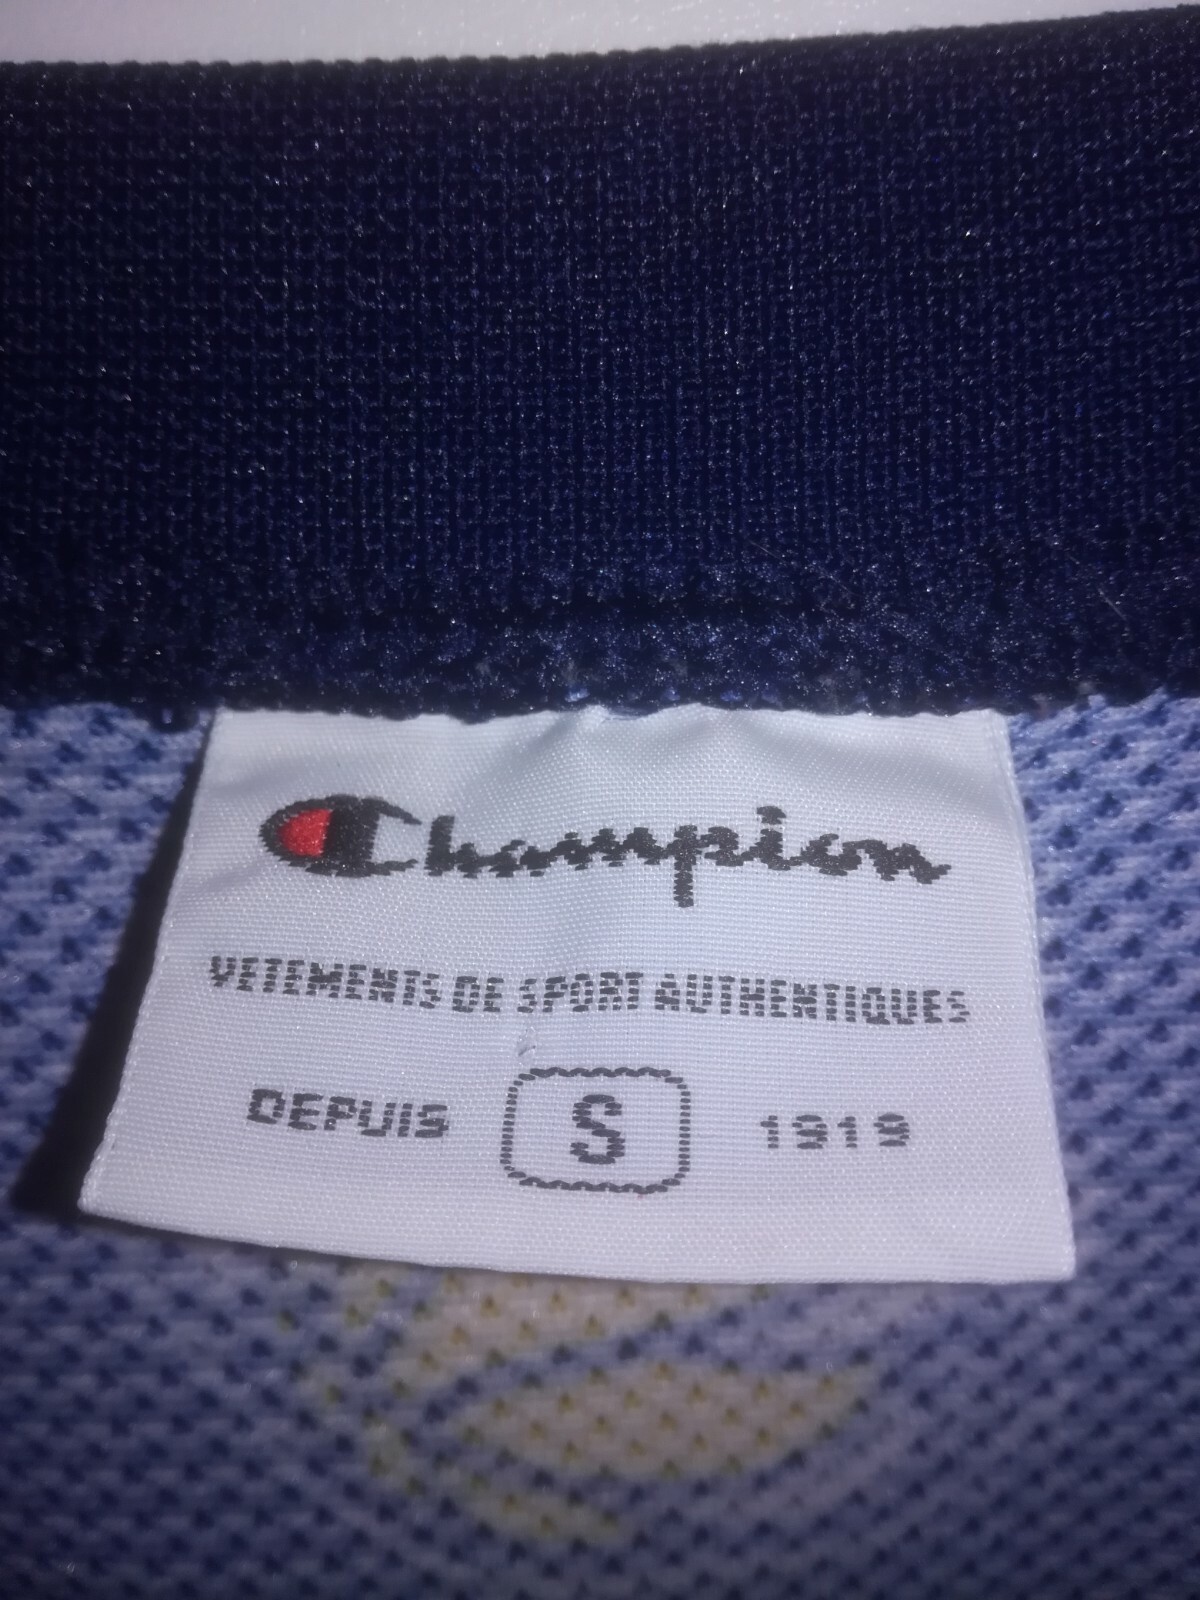 Champion
VETEMENTS DE SPORT AUTHENTIQUES
DEPUIS S 1919